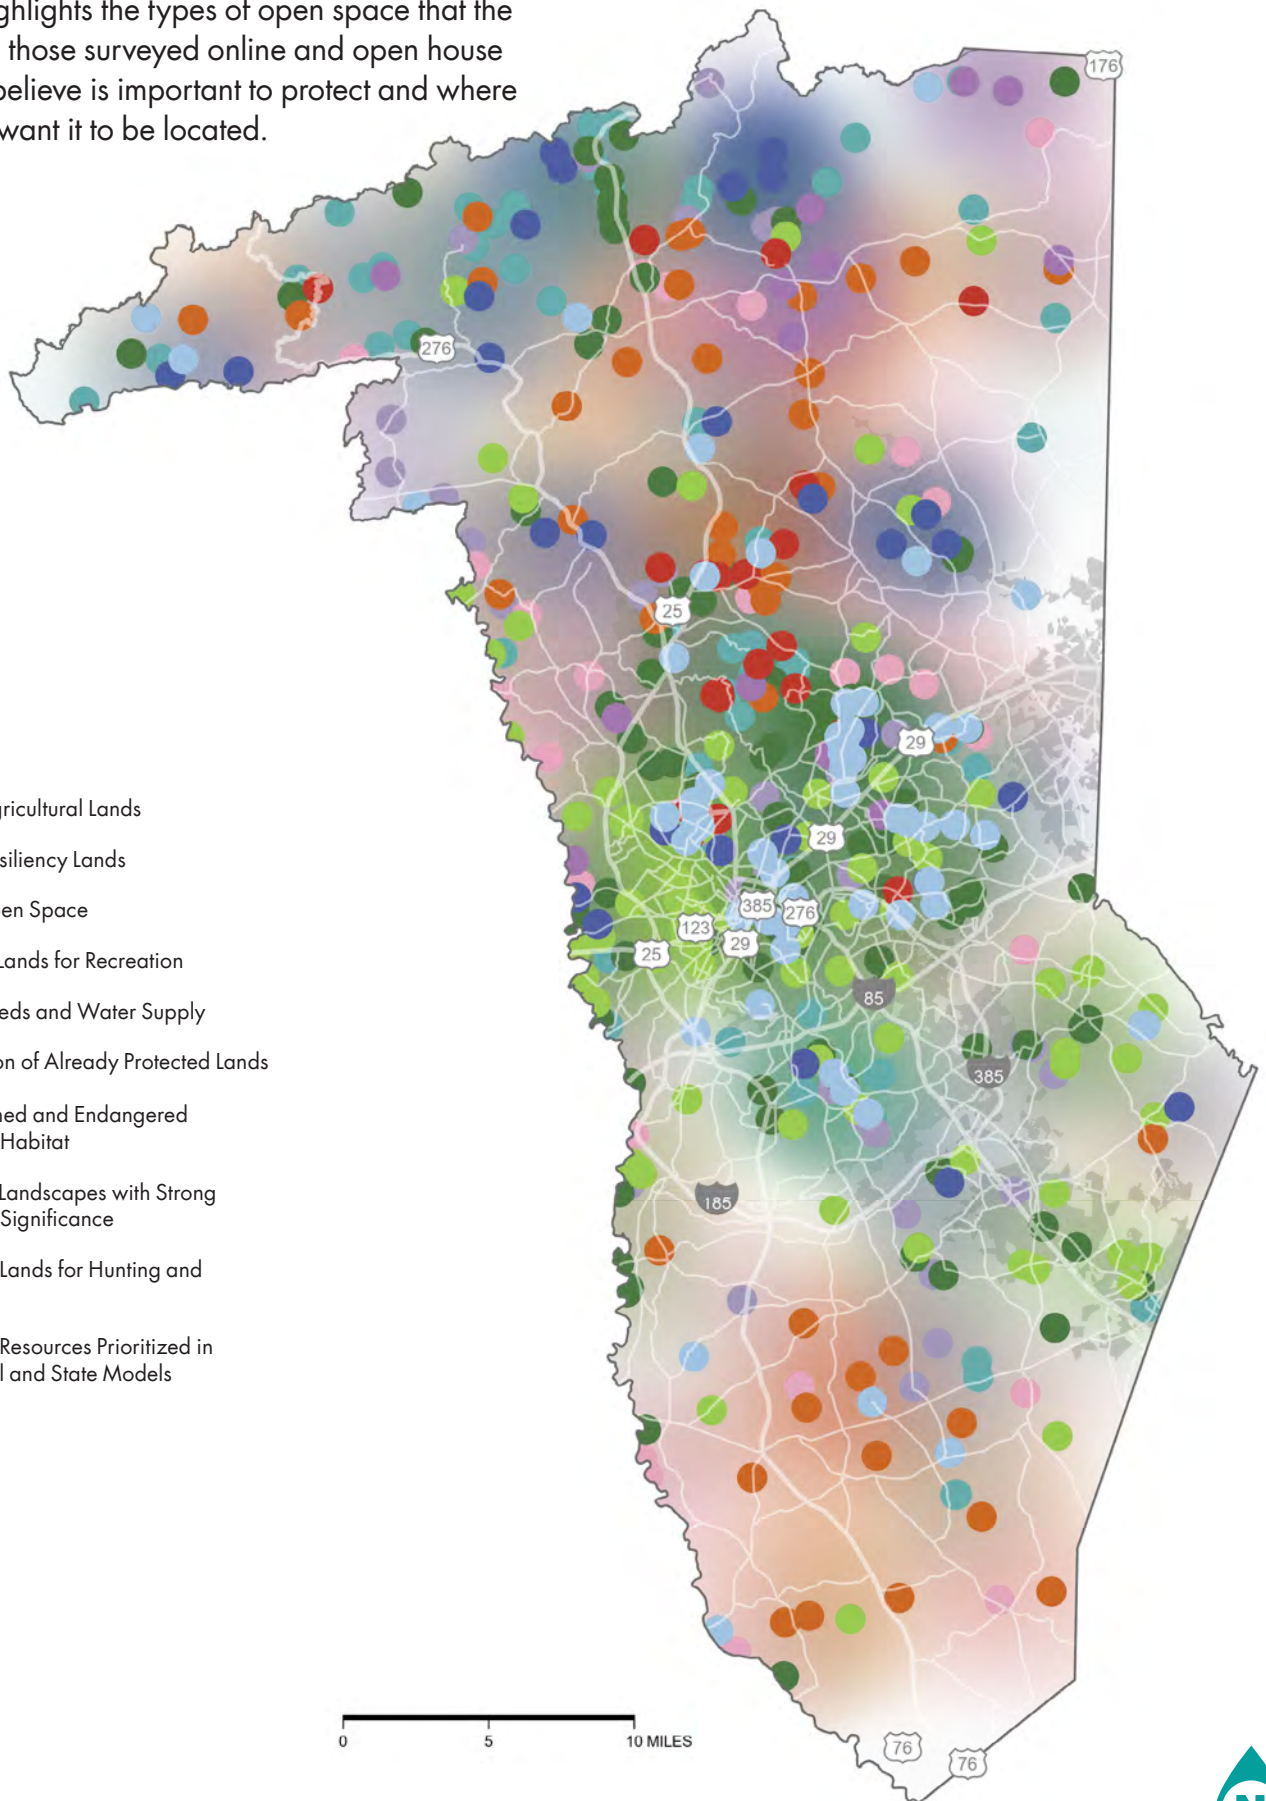 ghlights the types of open space that the
those surveyed online and open house
believe is important to protect and where
want it to be located.
176
276
25
29
29
385
276
123
29
25
85
385
185
gricultural Lands
siliency Lands
en Space
Lands for Recreation
eds and Water Supply
on of Already Protected Lands
ned and Endangered
Habitat
Landscapes with Strong
Significance
Lands for Hunting and
Resources Prioritized in
l and State Models
0 5 10 MILES
76
76
N